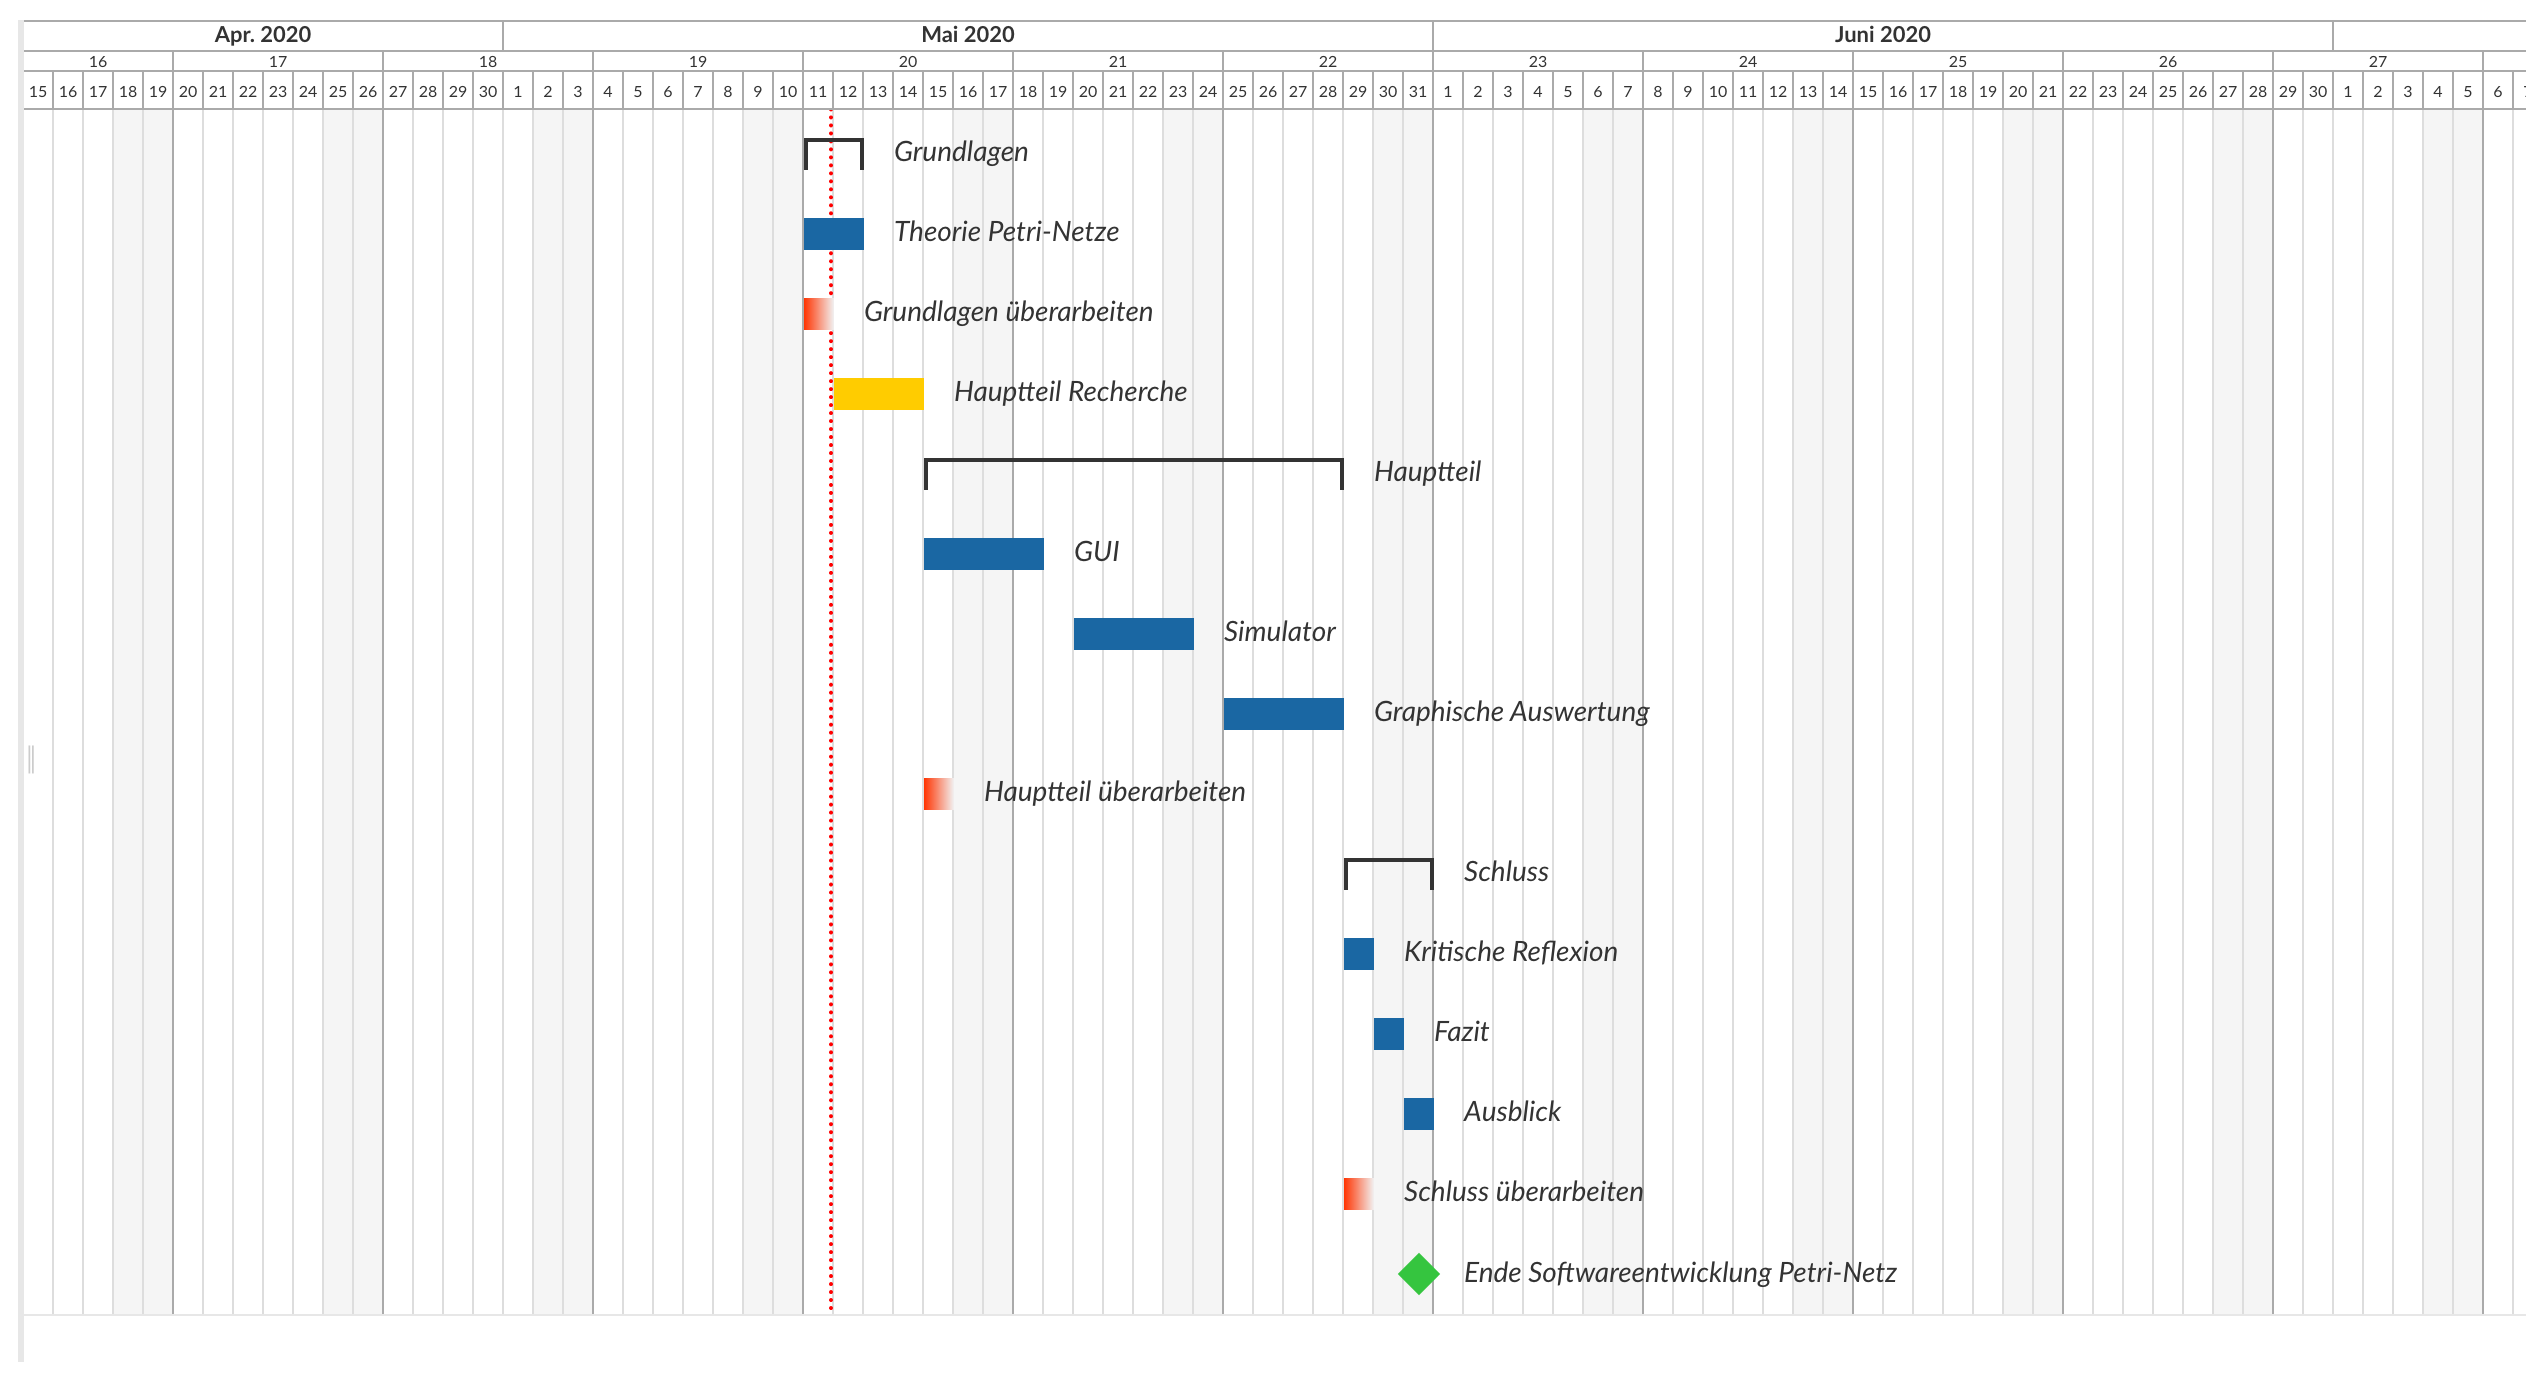 Apr. 2020 Mai 2020 Juni 2020
16 17 18 19 20 21 22 23 24 25 26 27
15 16 17 18 19 20 21 22 23 24 25 26 27 28 29 30 1 2 3 4 5 6 7 8 9 10 11 12 13 14 15 16 17 18 19 20 21 22 23 24 25 26 27 28 29 30 31 1 2 3 4 5 6 7 8 9 10 11 12 13 14 15 16 17 18 19 20 21 22 23 24 25 26 27 28 29 30 1 2 3 4 5 6
Grundlagen
Theorie Petri-Netze
Grundlagen überarbeiten
Hauptteil Recherche
Hauptteil
GUI
Simulator
Graphische Auswertung
Hauptteil überarbeiten
Schluss
Kritische Reflexion
Fazit
Ausblick
Schluss überarbeiten
Ende Softwareentwicklung Petri-Netz